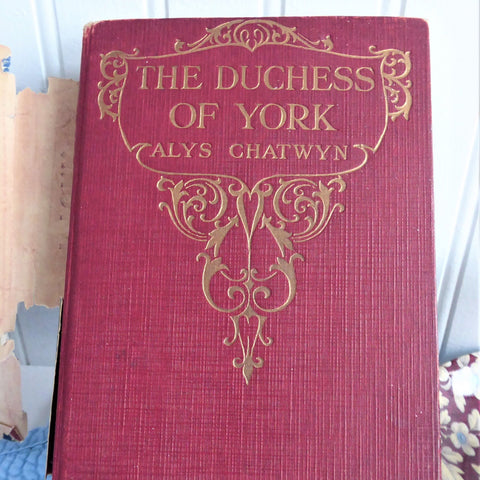 THE DUCHESS
OF YORK
ALYS CHATWYN